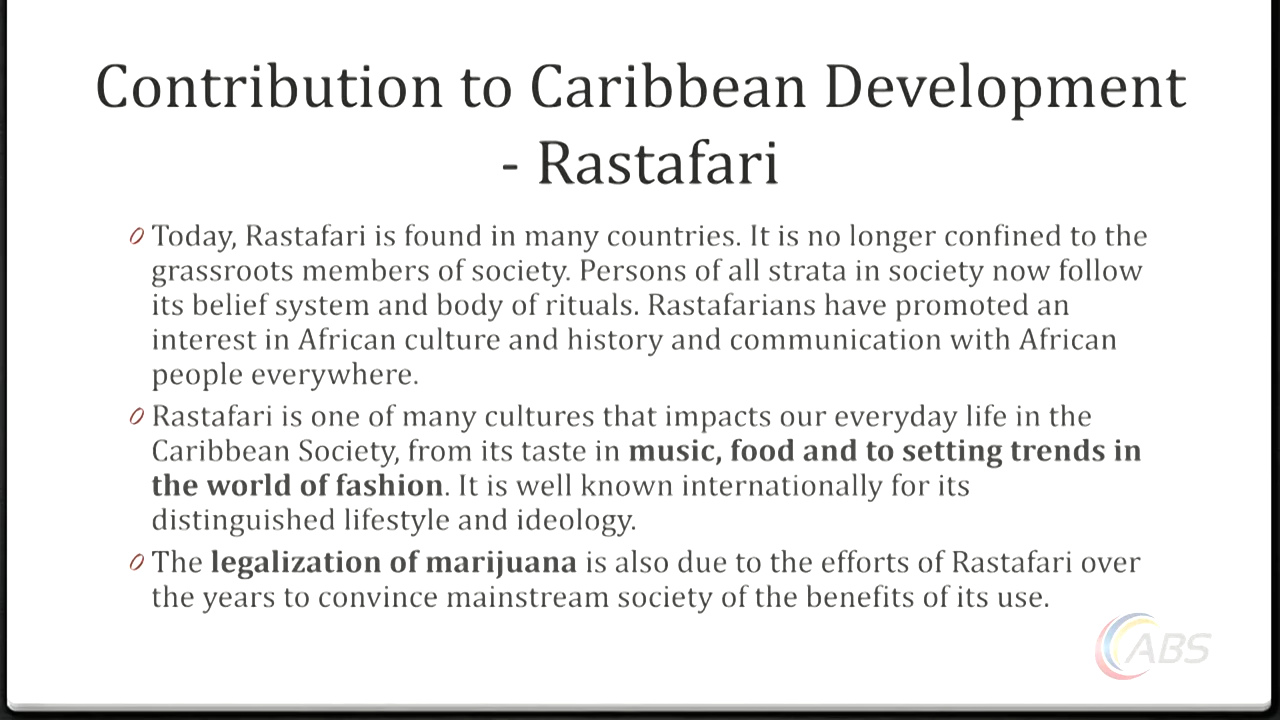 Contribution to Caribbean Development
- Rastafari
Today, Rastafari is found in many countries. It is no longer confined to the
grassroots members of society. Persons of all strata in society now follow
its belief system and body of rituals. Rastafarians have promoted an
interest in African culture and history and communication with African
people everywhere.
Rastafari is one of many cultures that impacts our everyday life in the
Caribbean Society, from its taste in music, food and to setting trends in
the world of fashion. It is well known internationally for its
distinguished lifestyle and ideology.
The legalization of marijuana is also due to the efforts of Rastafari over
the years to convince mainstream society of the benefits of its use.
ABS